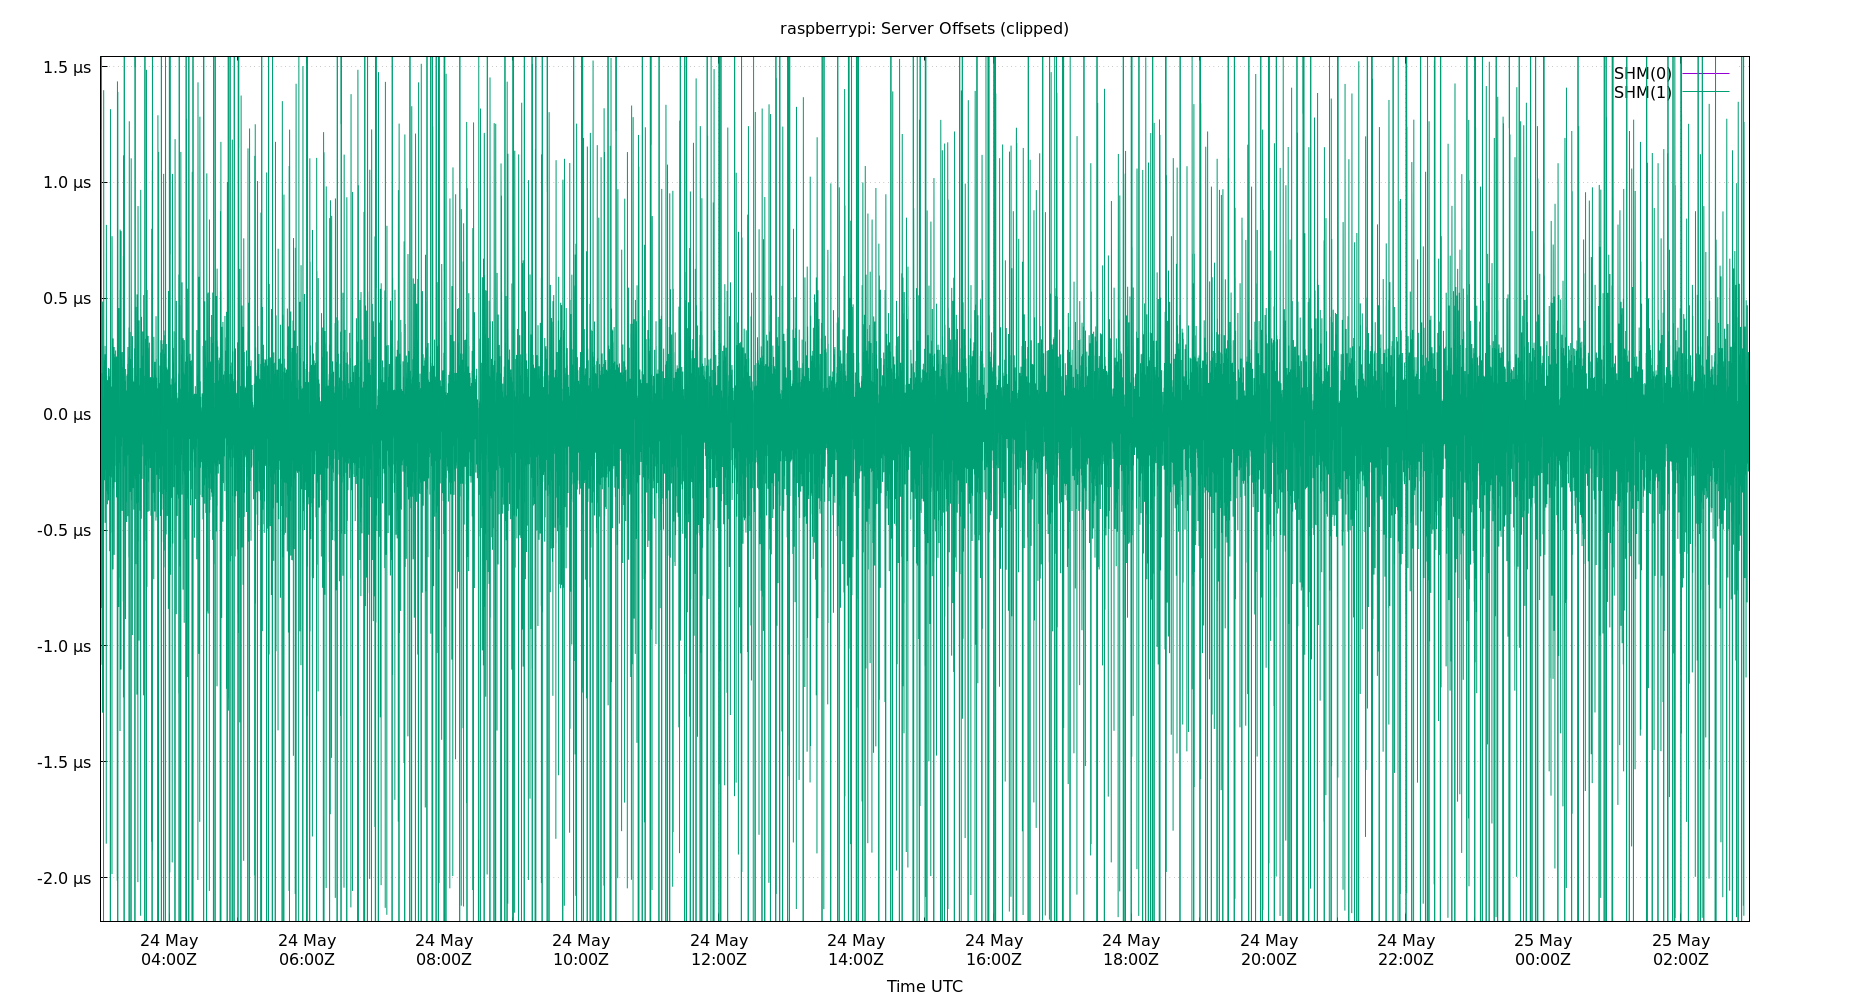 raspberrypi: Server Offsets (clipped)
1.5 µs
1.0 µs
0.5 µs
0.0 µs
-0.5 µs
-1.0 µs
-1.5 µs
-2.0 µs
SHM(0)
SHM(1)
24 May 24 May 24 May 24 May 24 May 24 May 24 May 24 May 24 May 24 May 25 May 25 May
04:00Z 06:00Z 08:00Z 10:00Z 12:00Z 14:00Z 16:00Z 18:00Z 20:00Z 22:00Z 00:00Z 02:00Z
Time UTC